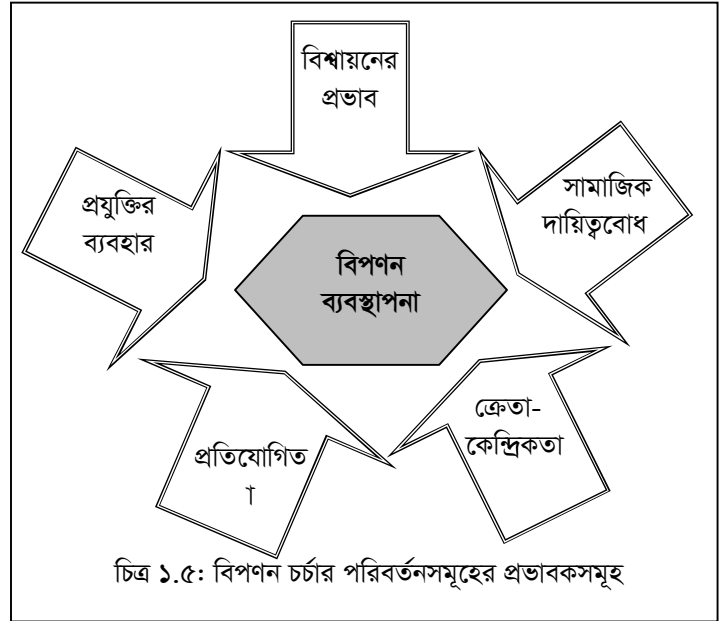 বিশ্বায়নের
প্রভাব
প্রযুক্তির
ব্যবহার
সামাজিক
দায়িত্ববোধ
বিপণন
ব্যবস্থাপনা
প্রতিযোগিত
া
ক্রেতা-
কেন্দ্রিকতা
চিত্র ১.৫: বিপণন চর্চার পরিবর্তনসমূহের প্রভাবকসমূহ